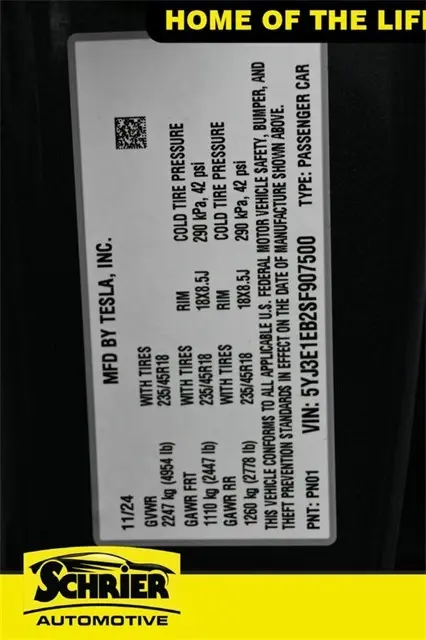 HOME OF THE LIF
MFD BY TESLA, INC.
11/24
GVWR
2247 kg (4954 lb)
GAWR FRT
1110 kg (2447 lb)
GAWR RR
1260 kg (2778 lb)
WITH TIRES
235/45R18
WITH TIRES
235/45R18
WITH TIRES
235/45R18
RIM
18X8.5J
RIM
18X8.5J
COLD TIRE PRESSURE
290 kPa, 42 psi
COLD TIRE PRESSURE
290 kPa, 42 psi
THIS VEHICLE CONFORMS TO ALL APPLICABLE U.S. FEDERAL MOTOR VEHICLE SAFETY, BUMPER, AND
THEFT PREVENTION STANDARDS IN EFFECT ON THE DATE OF MANUFACTURE SHOWN ABOVE.
VIN: 5YJ3E1EB2SF907500
PNT: PN01
TYPE: PASSENGER CAR
SCHRIER
AUTOMOTIVE